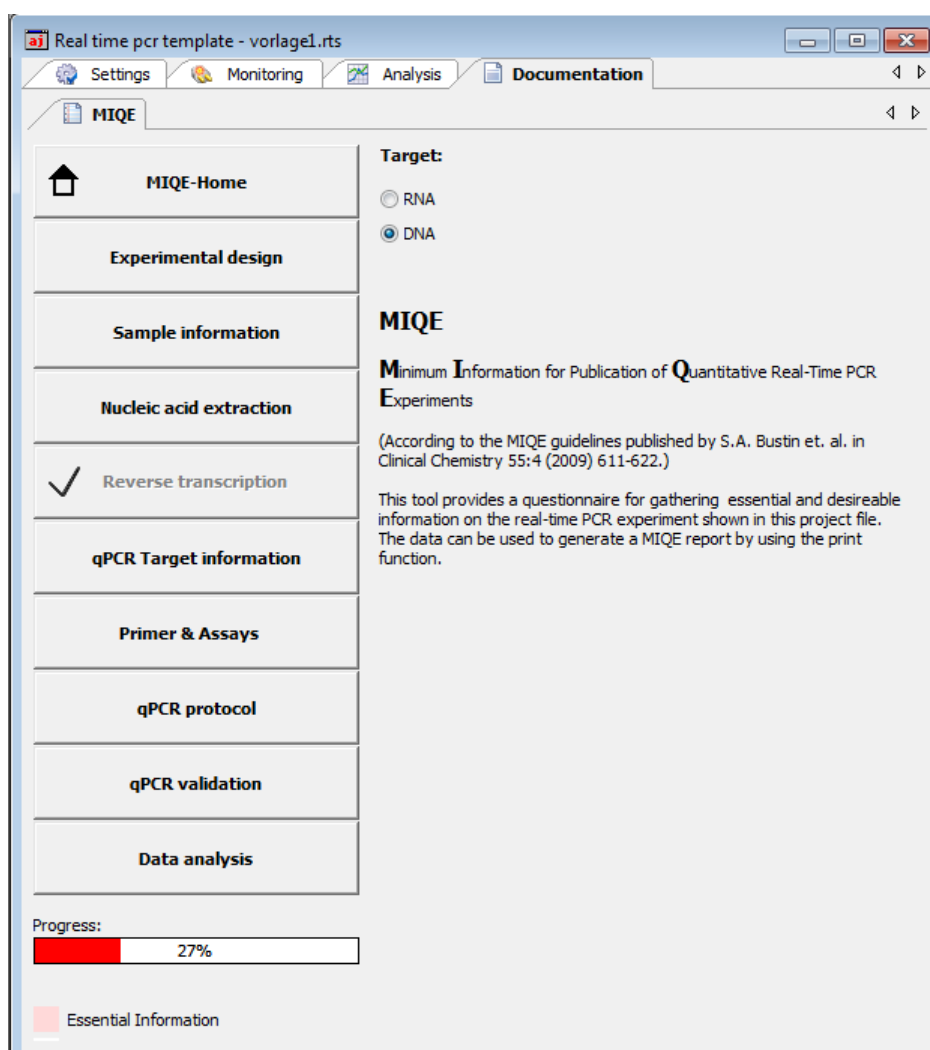 aj Real time pcr template - vorlage1.rts
Settings Monitoring Analysis Documentation
MIQE
MIQE-Home
Experimental design
Sample information
Nucleic acid extraction
Reverse transcription
qPCR Target information
Primer & Assays
qPCR protocol
qPCR validation
Data analysis
Progress:
27%
Essential Information
Target:
RNA
DNA
MIQE
Minimum Information for Publication of Quantitative Real-Time PCR
Experiments
(According to the MIQE guidelines published by S.A. Bustin et. al. in
Clinical Chemistry 55:4 (2009) 611-622.)
This tool provides a questionnaire for gathering essential and desireable
information on the real-time PCR experiment shown in this project file.
The data can be used to generate a MIQE report by using the print
function.